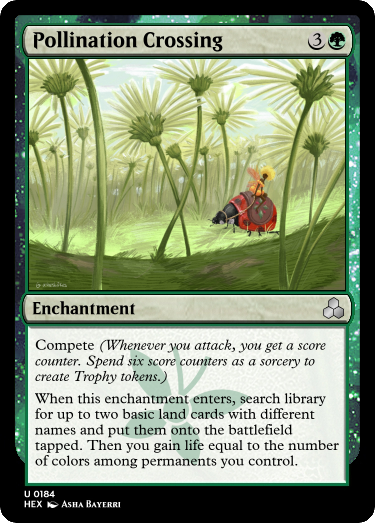 Pollination Crossing 3
Enchantment
Compete (Whenever you attack, you get a score
counter. Spend six score counters as a sorcery to
create Trophy tokens.)
When this enchantment enters, search library
for up to two basic land cards with different
names and put them onto the battlefield
tapped. Then you gain life equal to the number
of colors among permanents you control.
U 0184
HEX Asha Bayerri